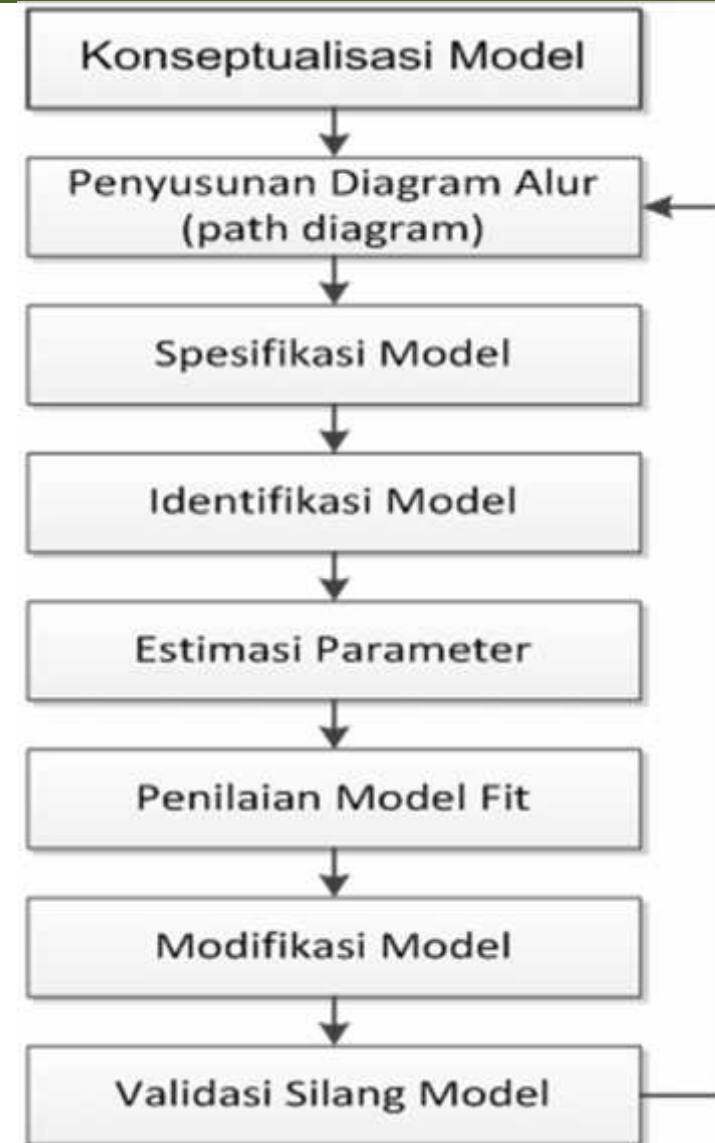 Konseptualisasi Model
Penyusunan Diagram Alur
(path diagram)
Spesifikasi Model
Identifikasi Model
Estimasi Parameter
Penilaian Model Fit
Modifikasi Model
Validasi Silang Model